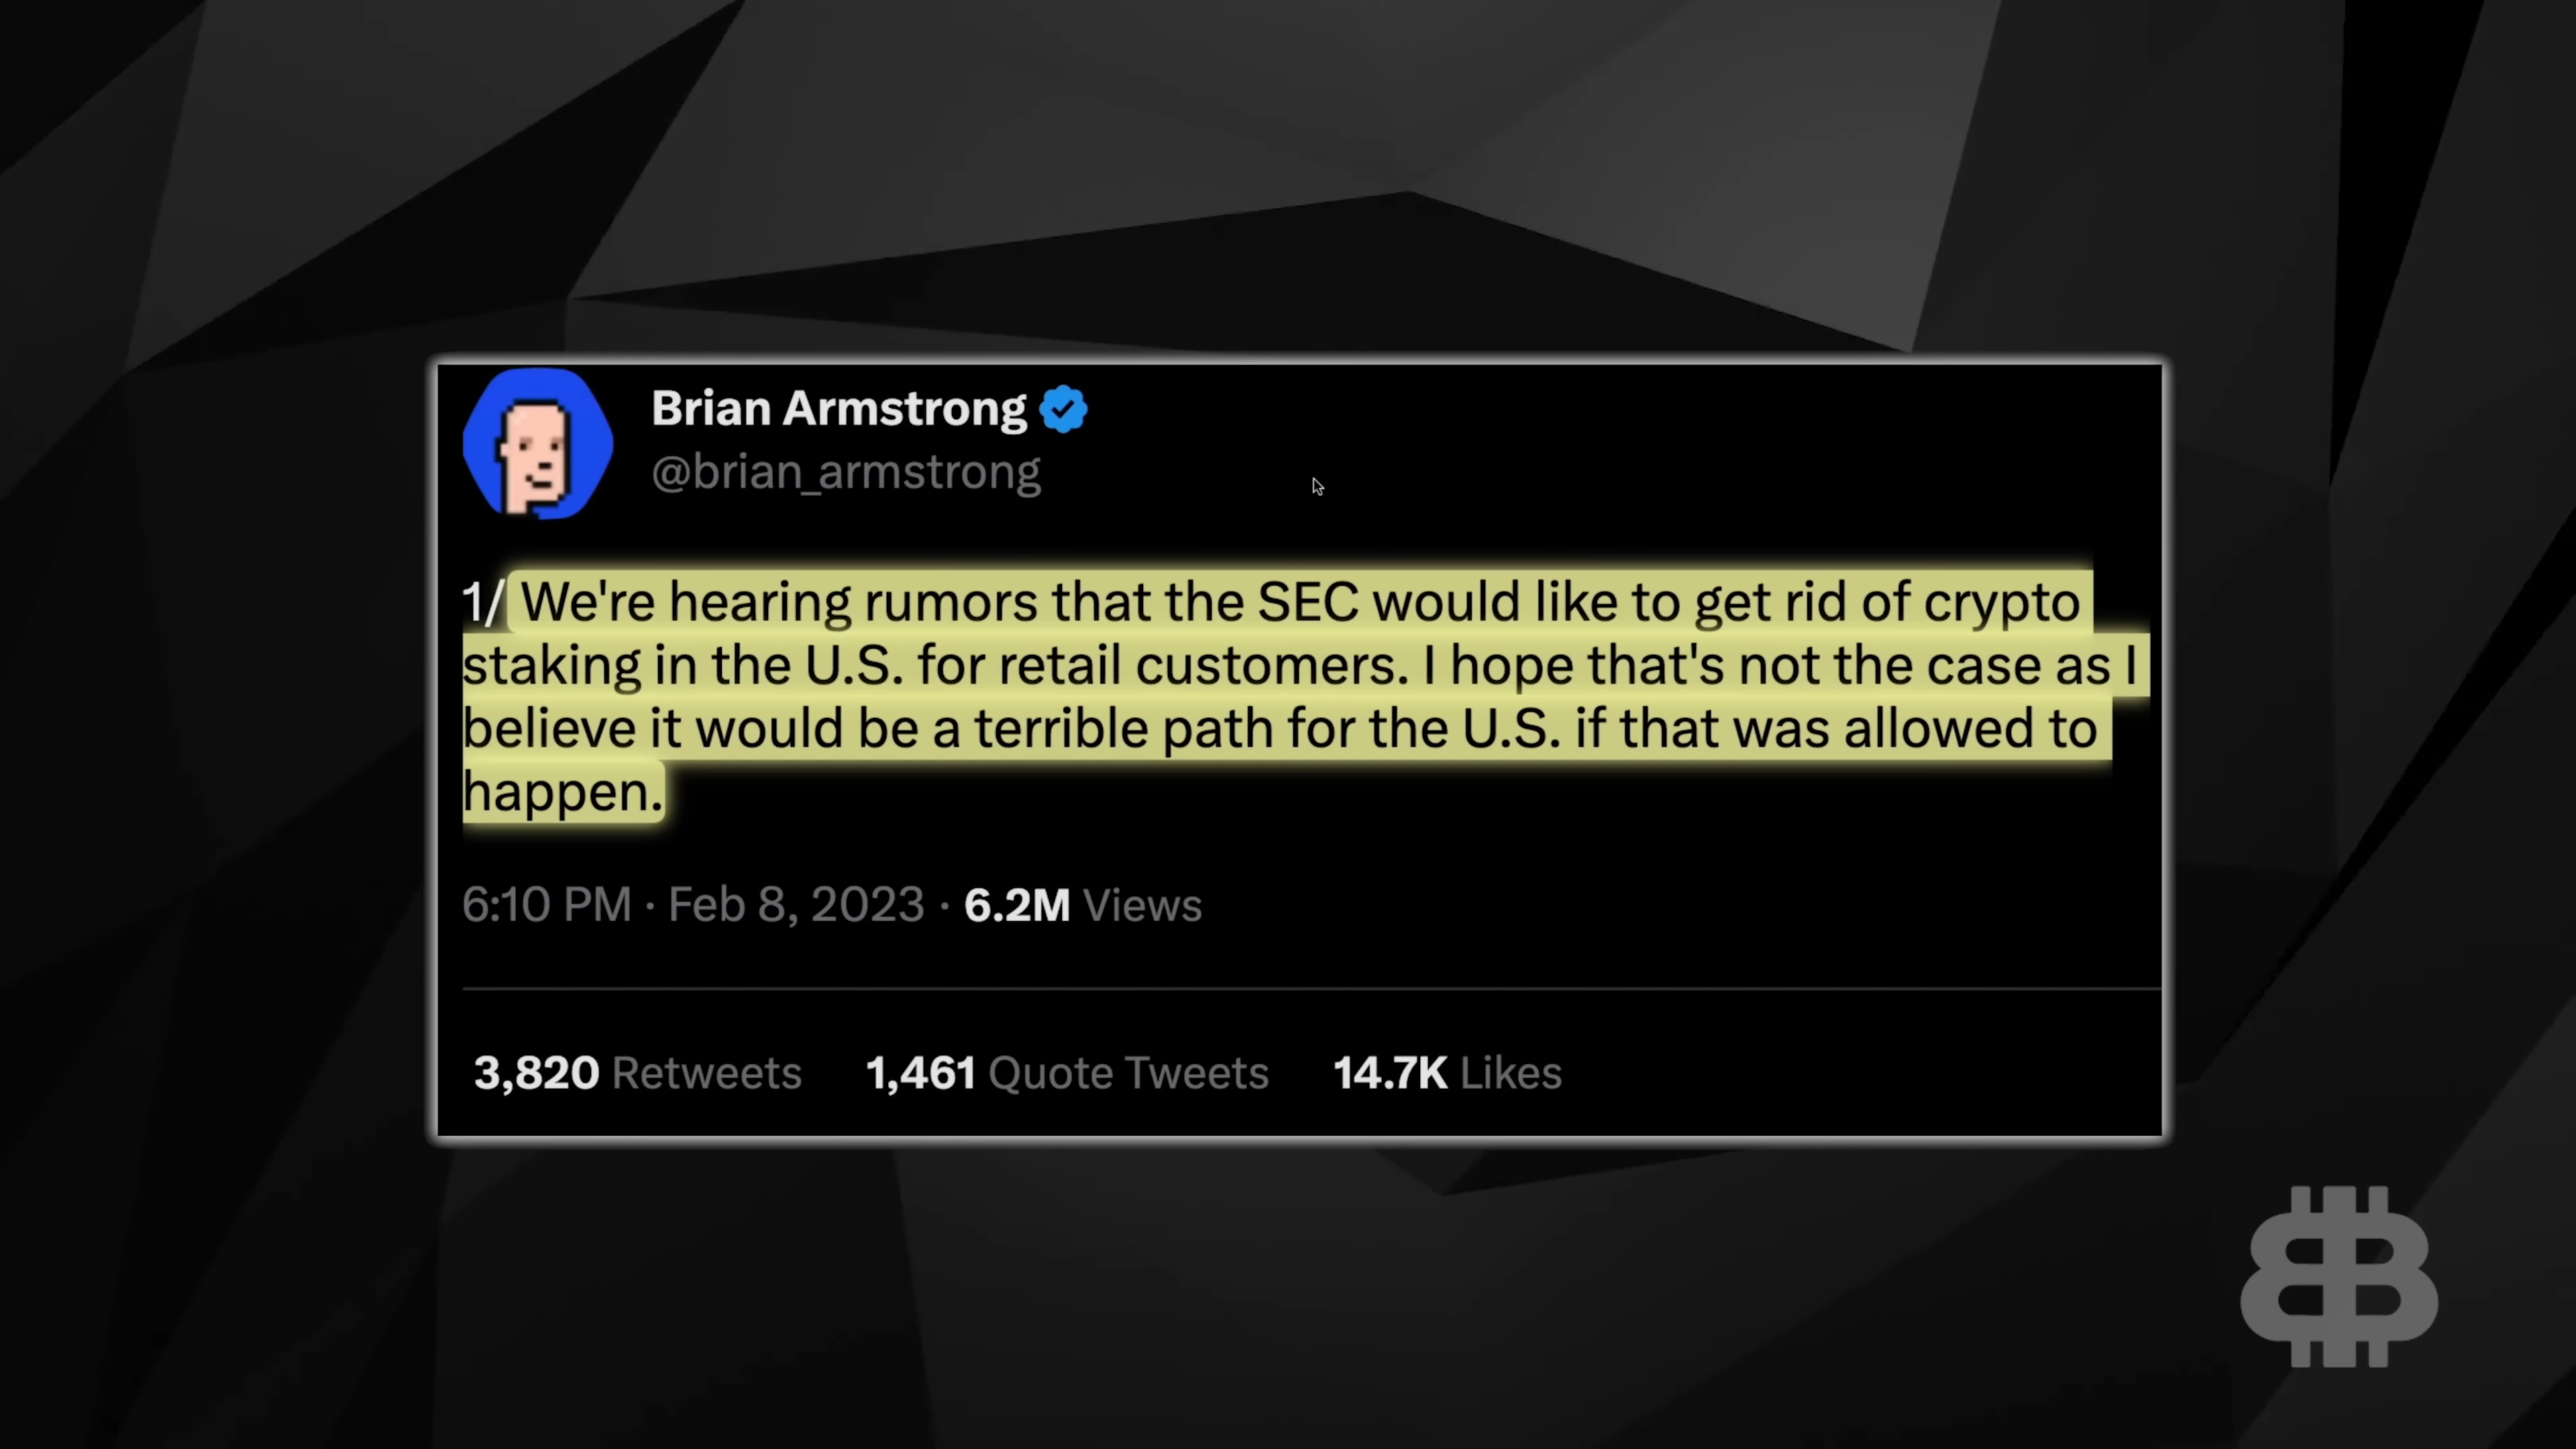 Brian Armstrong
@brian_armstrong
1/ We're hearing rumors that the SEC would like to get rid of crypto
staking in the U.S. for retail customers. I hope that's not the case as I
believe it would be a terrible path for the U.S. if that was allowed to
happen.
6:10 PM · Feb 8, 2023 · 6.2M Views
3,820 Retweets 1,461 Quote Tweets 14.7K Likes